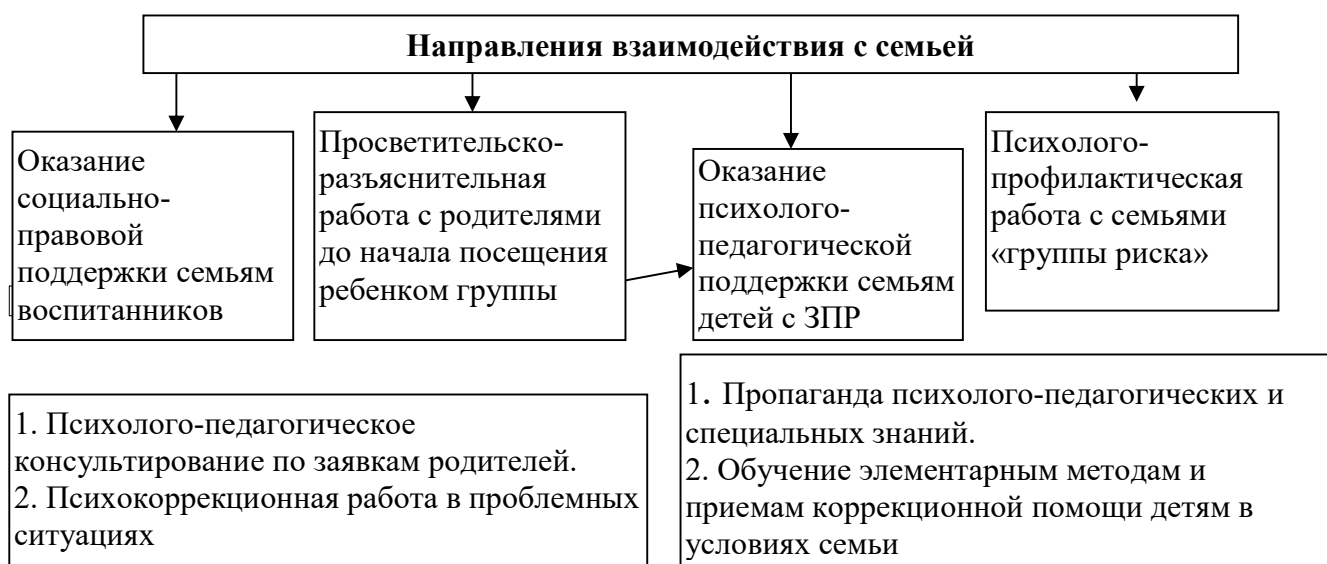 Направления взаимодействия с семьей
Оказание
социально-
правовой
поддержки семьям
воспитанников
Просветительско-
разъяснительная
работа с родителями
до начала посещения
ребенком группы
Оказание
психолого-
педагогической
поддержки семьям
детей с ЗПР
Психолого-
профилактическая
работа с семьями
«группы риска»
1. Психолого-педагогическое
консультирование по заявкам родителей.
2. Психокоррекционная работа в проблемных
ситуациях
1. Пропаганда психолого-педагогических и
специальных знаний.
2. Обучение элементарным методам и
приемам коррекционной помощи детям в
условиях семьи